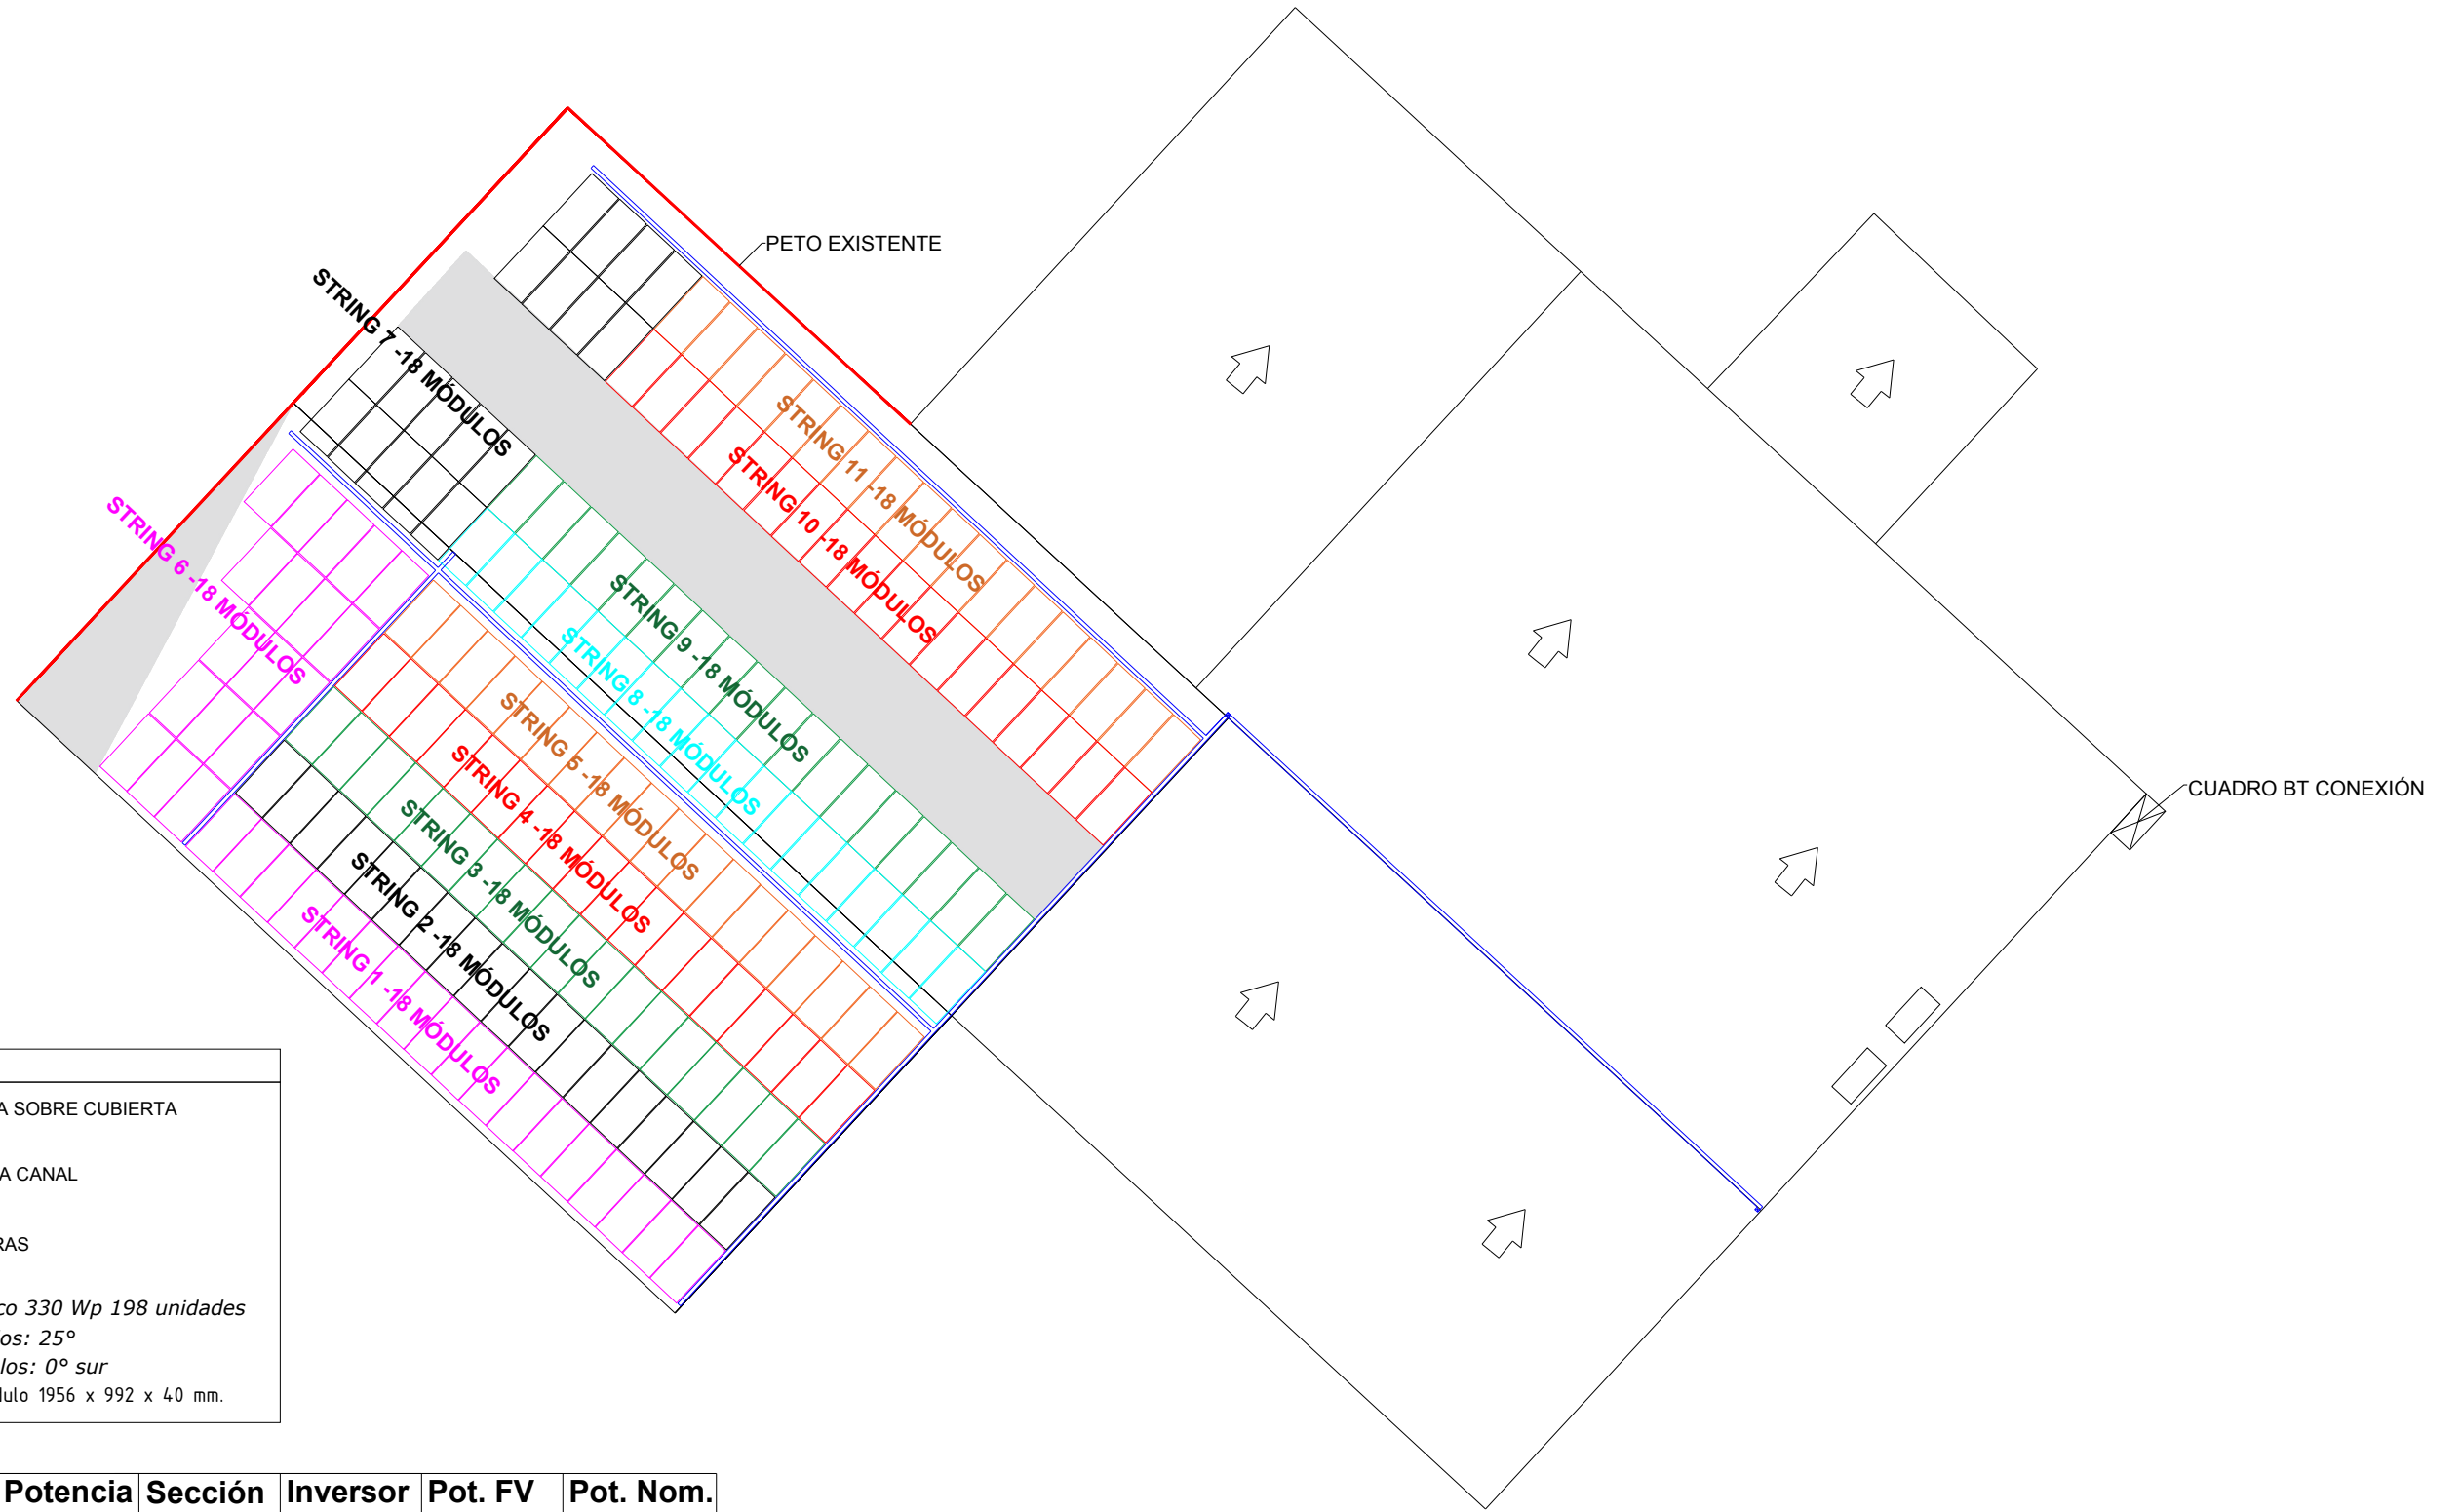 PETO EXISTENTE
STRING 7 -18 MÓDULOS
STRING 11 -18 MÓDULOS
STRING 10 -18 MÓDULOS
STRING 6 -18 MÓDULOS
STRING 9 -18 MÓDULOS
STRING 8 -18 MÓDULOS
STRING 5 -18 MÓDULOS
STRING 4 -18 MÓDULOS
STRING 3 -18 MÓDULOS
STRING 2 -18 MÓDULOS
STRING 1 -18 MÓDULOS
CUADRO BT CONEXIÓN
A SOBRE CUBIERTA
A CANAL
RAS
co 330 Wp 198 unidades
os: 25°
los: 0° sur
dulo 1956 x 992 x 40 mm.
Potencia Sección Inversor Pot. FV Pot. Nom.